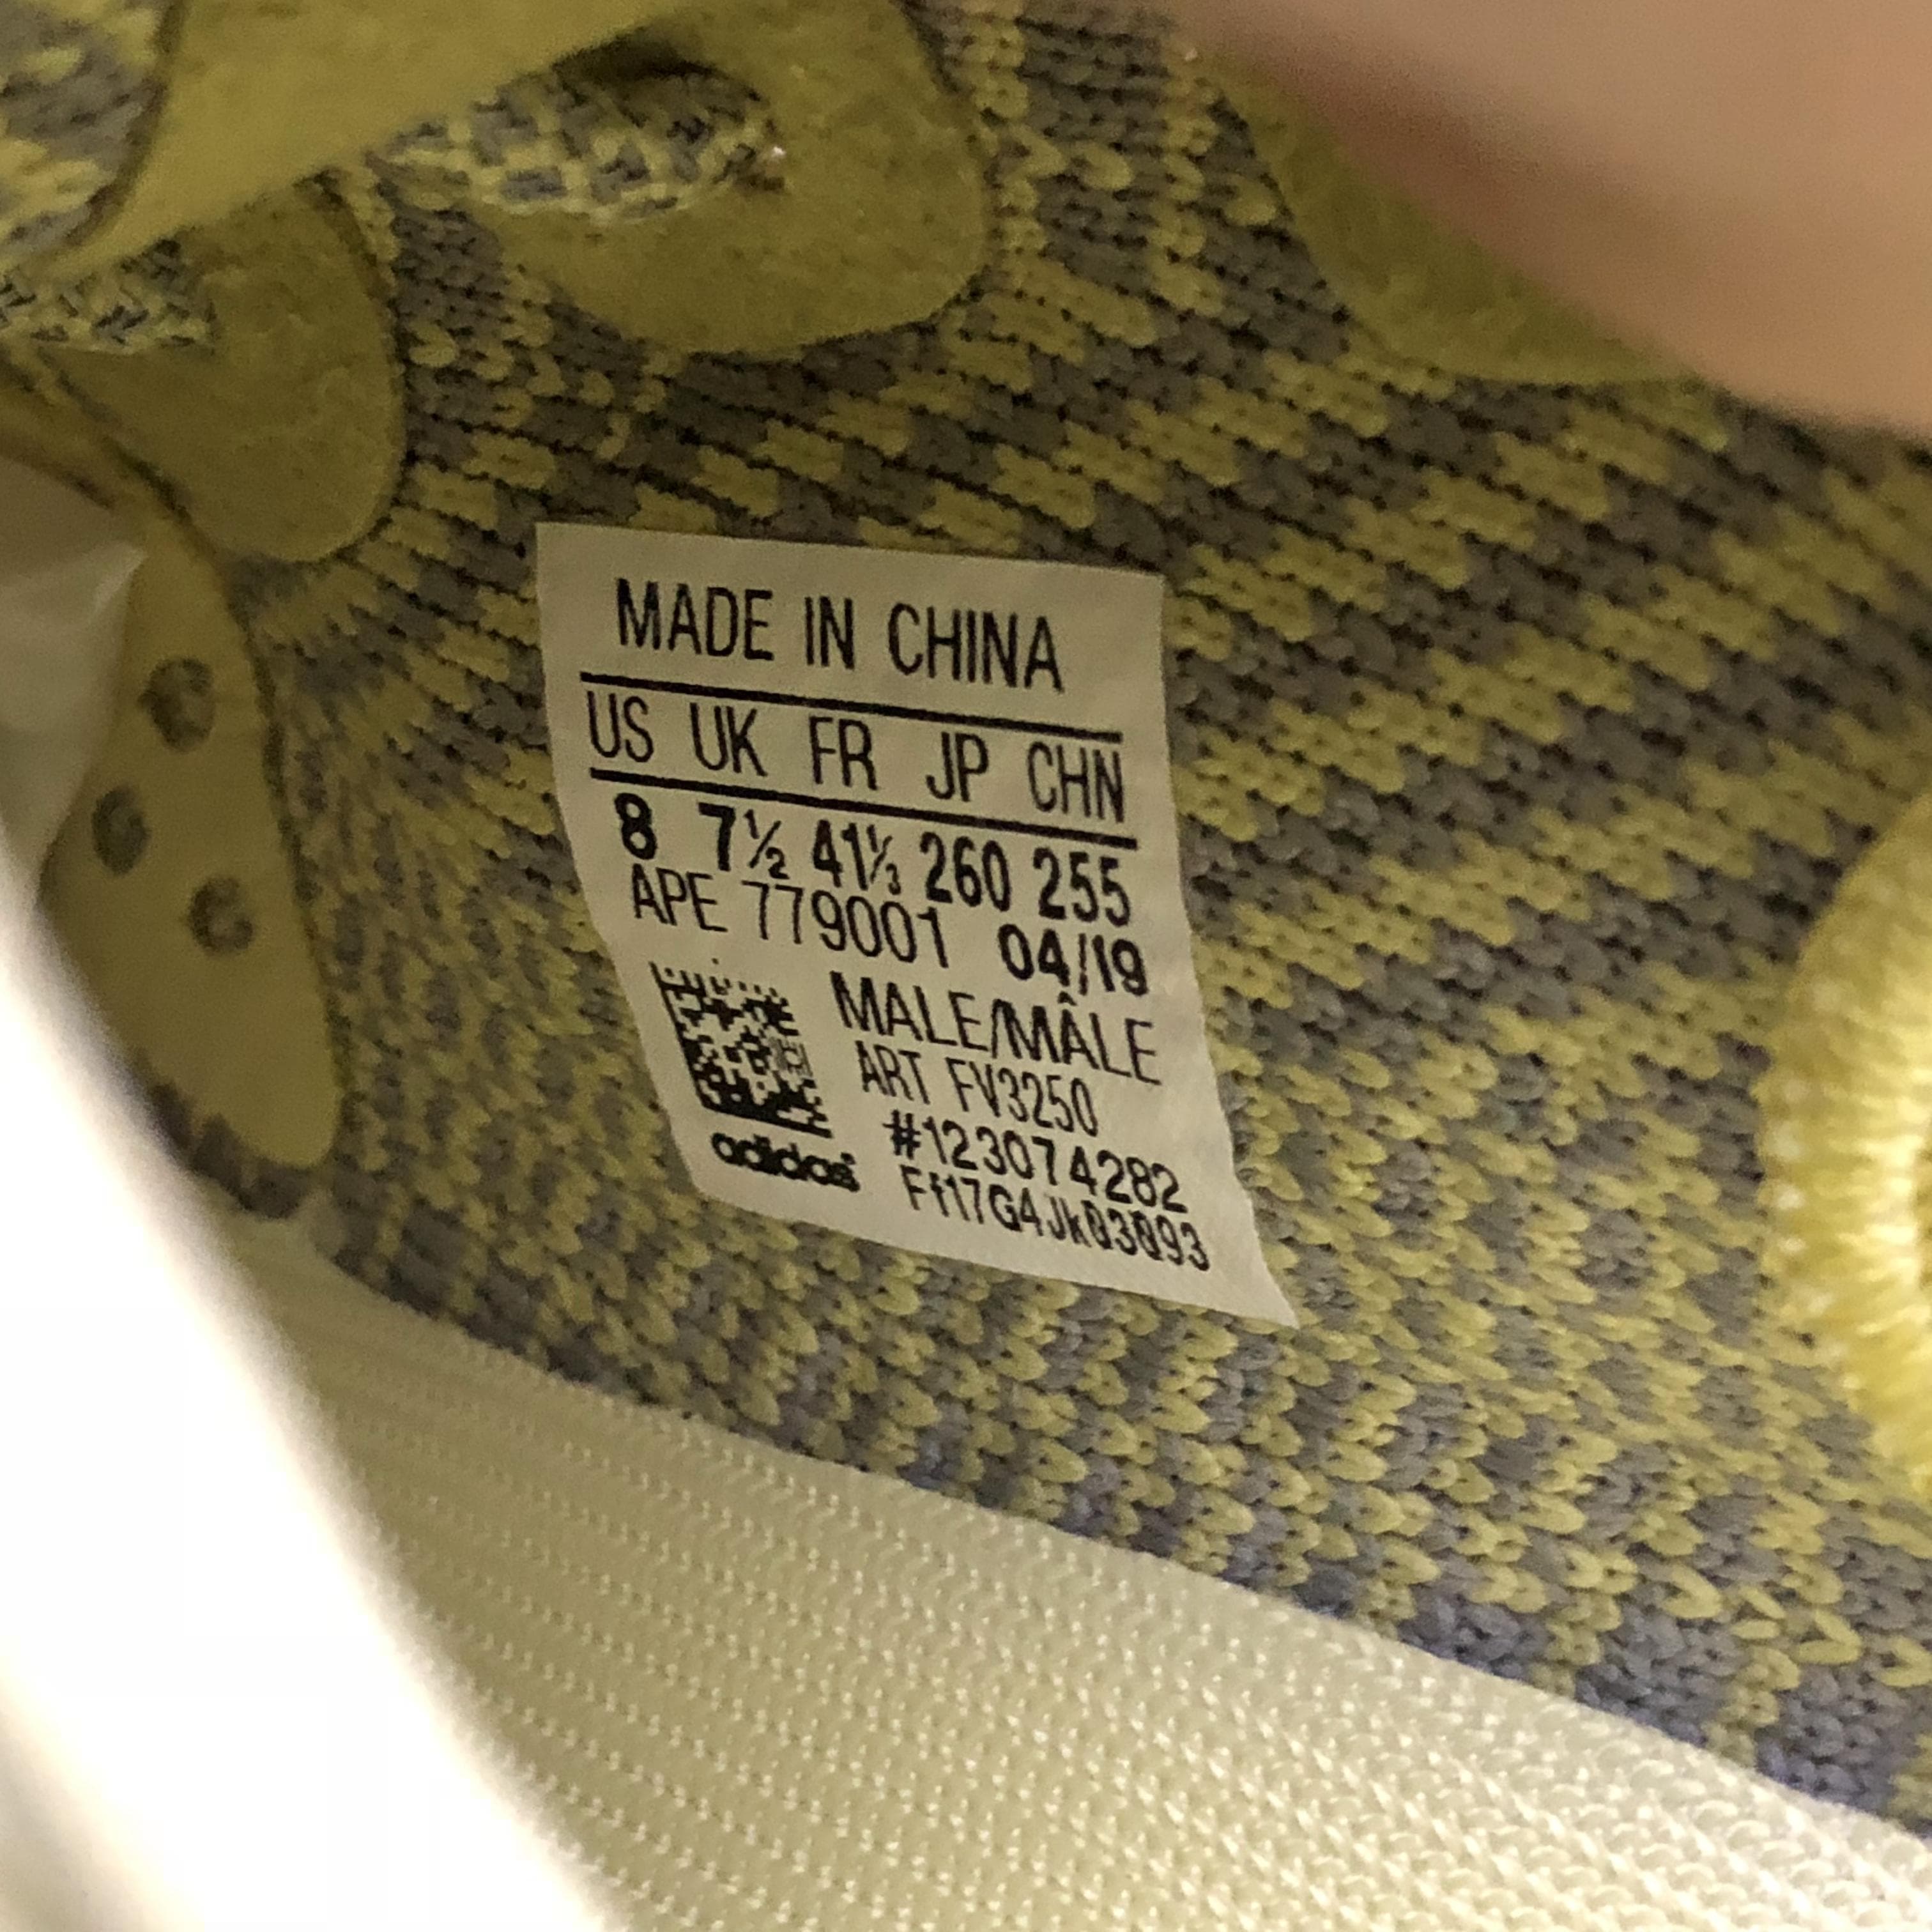 MADE IN CHINA
US UK FR JP CHN
8 7½ 41⅓ 260 255
APE 779001 04/19
MALE/MÂLE
ART FV3250
#123074282
Ff17G4Jk03093
adidas